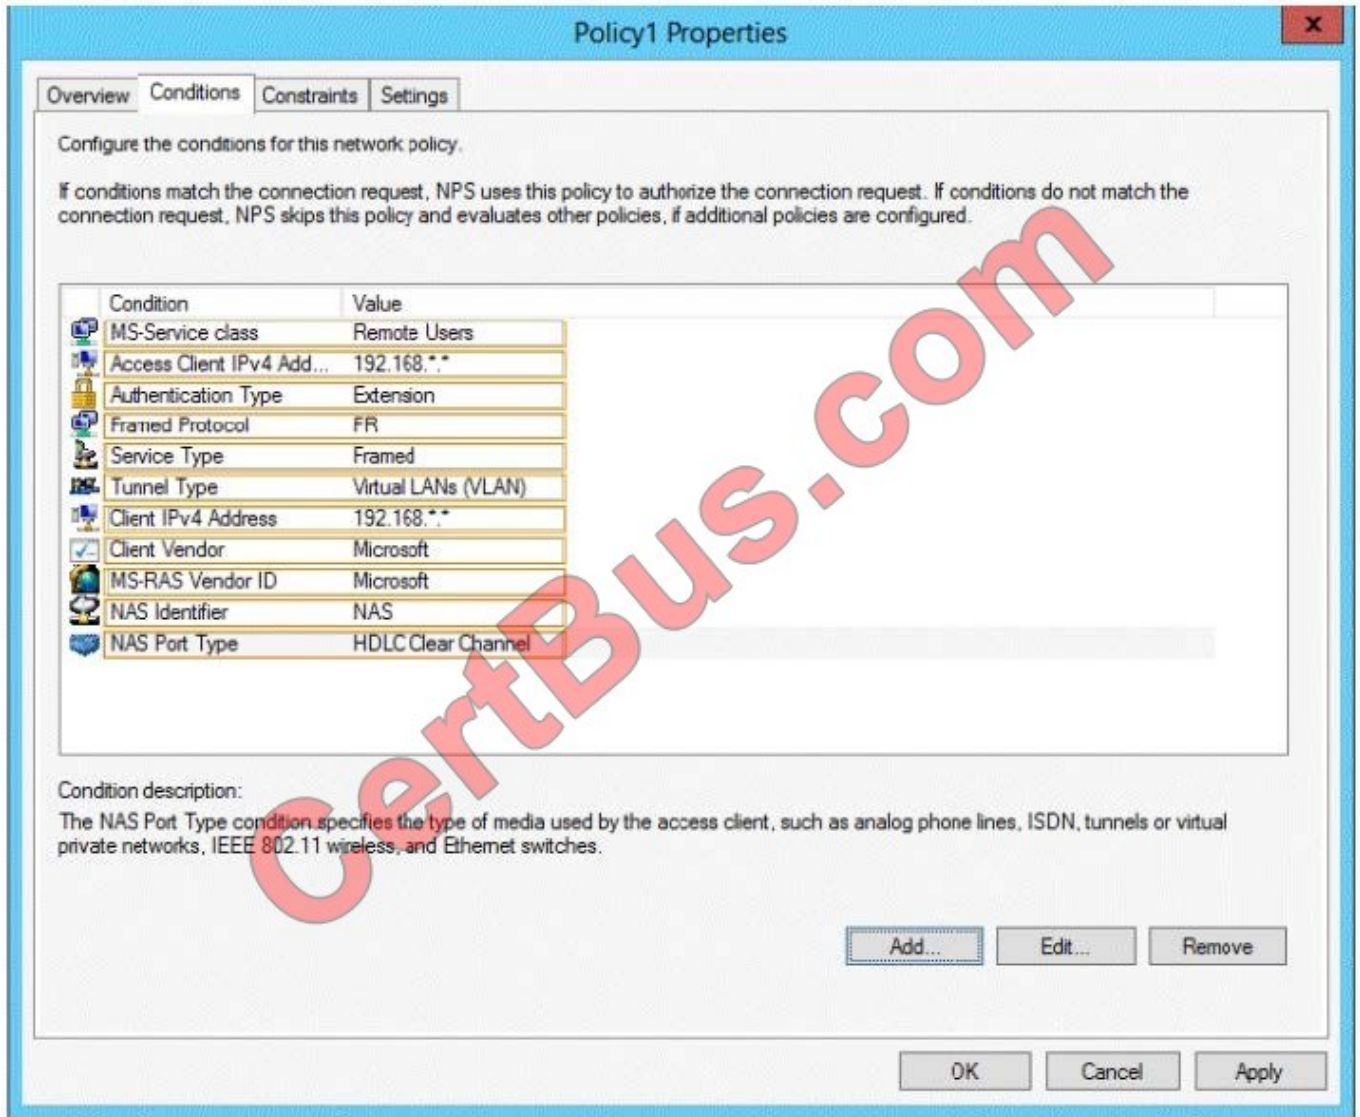 Policy1 Properties
x
Overview Conditions Constraints Settings
Configure the conditions for this network policy.
If conditions match the connection request, NPS uses this policy to authorize the connection request. If conditions do not match the
connection request, NPS skips this policy and evaluates other policies, if additional policies are configured.
Condition Value
MS-Service class Remote Users
Access Client IPv4 Add... 192.168.*.*
Authentication Type Extension
Framed Protocol FR
Service Type Framed
Tunnel Type Virtual LANs (VLAN)
Client IPv4 Address 192.168.*.*
Client Vendor Microsoft
MS-RAS Vendor ID Microsoft
NAS Identifier NAS
NAS Port Type HDLC Clear Channel
CertBus.com
Condition description:
The NAS Port Type condition specifies the type of media used by the access client, such as analog phone lines, ISDN, tunnels or virtual
private networks, IEEE 802.11 wireless, and Ethernet switches.
Add... Edit... Remove
OK Cancel Apply